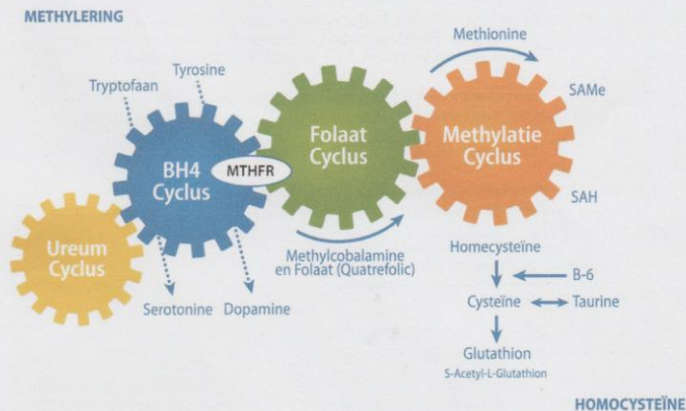 METHYLERING
Methionine
Tyrosine
Tryptofaan
SAMe
Folaat
Cyclus
Methylatie
Cyclus
BH4
Cyclus
MTHFR
SAH
Ureum
Cyclus
Methylcobalamine
en Folaat (Quatrefolic)
Homecysteïne
B-6
Serotonine
Dopamine
Cysteïne
Taurine
Glutathion
S-Acetyl-L-Glutathion
HOMOCYSTEÏNE